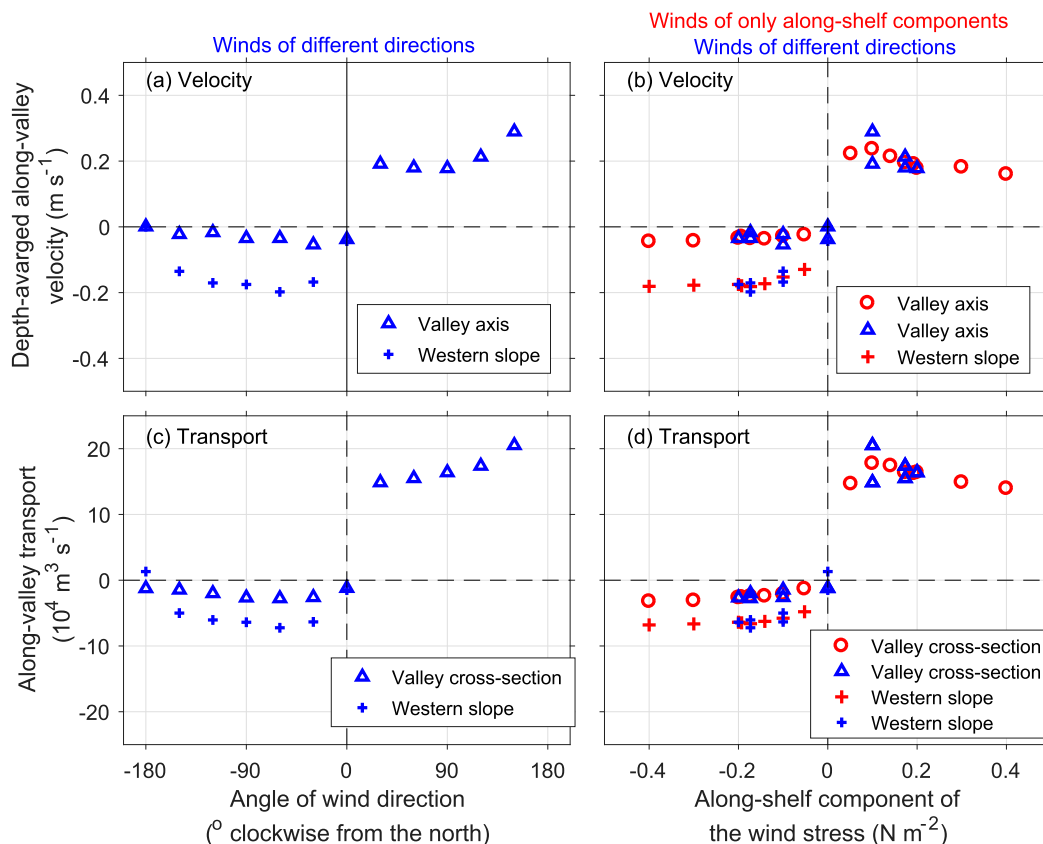 Winds of only along-shelf components
Winds of different directions
Winds of different directions
(a) Velocity
(b) Velocity
Depth-avarged along-valley
velocity (m s-1)
0.4
0.2
0
-0.2
-0.4
Valley axis
Western slope
Valley axis
Valley axis
Western slope
(c) Transport
(d) Transport
Along-valley transport
(10^4 m^3 s^-1)
20
10
0
-10
-20
Valley cross-section
Western slope
Valley cross-section
Valley cross-section
Western slope
Western slope
-180 -90 0 90 180
-0.4 -0.2 0 0.2 0.4
Angle of wind direction
(o clockwise from the north)
Along-shelf component of
the wind stress (N m-2)